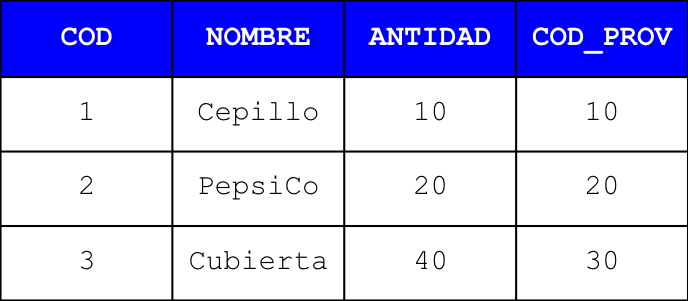 COD NOMBRE ANTIDAD COD_PROV
1 Cepillo 10 10
2 PepsiCo 20 20
3 Cubierta 40 30